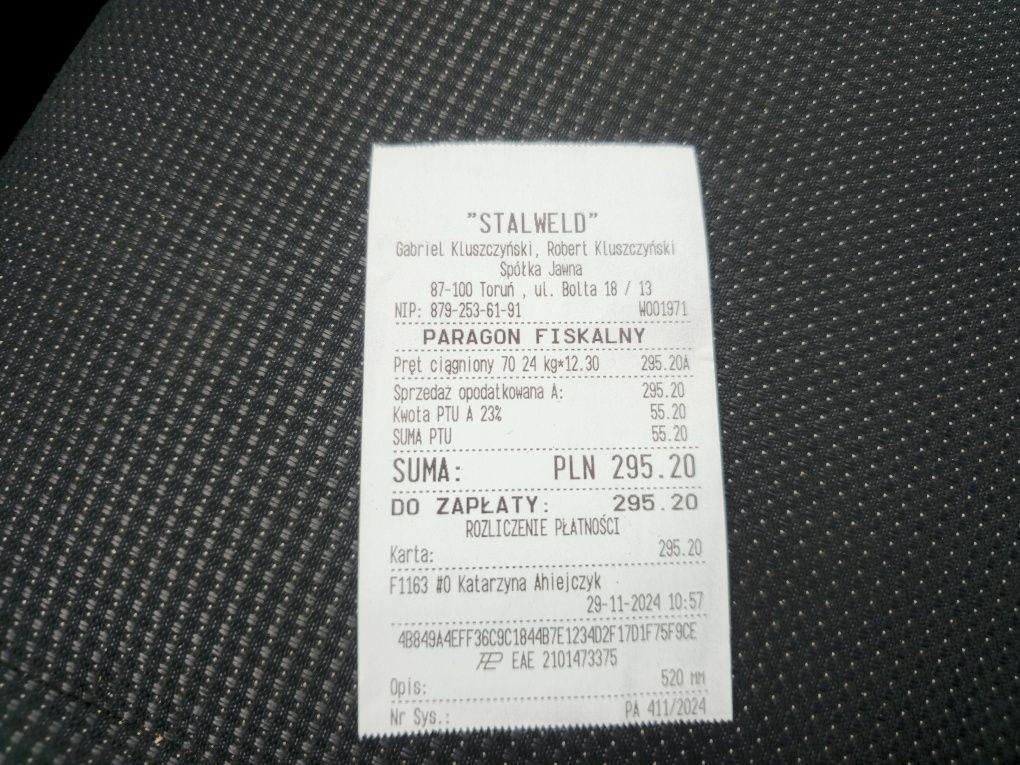 "STALWELD"
Gabriel Kluszczyński, Robert Kluszczyński
Spółka Jawna
87-100 Toruń , ul. Bolta 18 / 13
NIP: 879-253-61-91 W001971
PARAGON FISKALNY
Pręt ciągniony 70 24 kg*12.30 295.20A
Sprzedaż opodatkowana A: 295.20
Kwota PTU A 23% 55.20
SUMA PTU 55.20
SUMA: PLN 295.20
DO ZAPŁATY: 295.20
ROZLICZENIE PŁATNOŚCI
Karta: 295.20
F1163 #0 Katarzyna Ahiejczyk
29-11-2024 10:57
4B849A4EFF36C9C1844B7E1234D2F17D1F75F9CE
EAE 2101473375
Opis: 520 MM
Nr Sys.: PA 411/2024